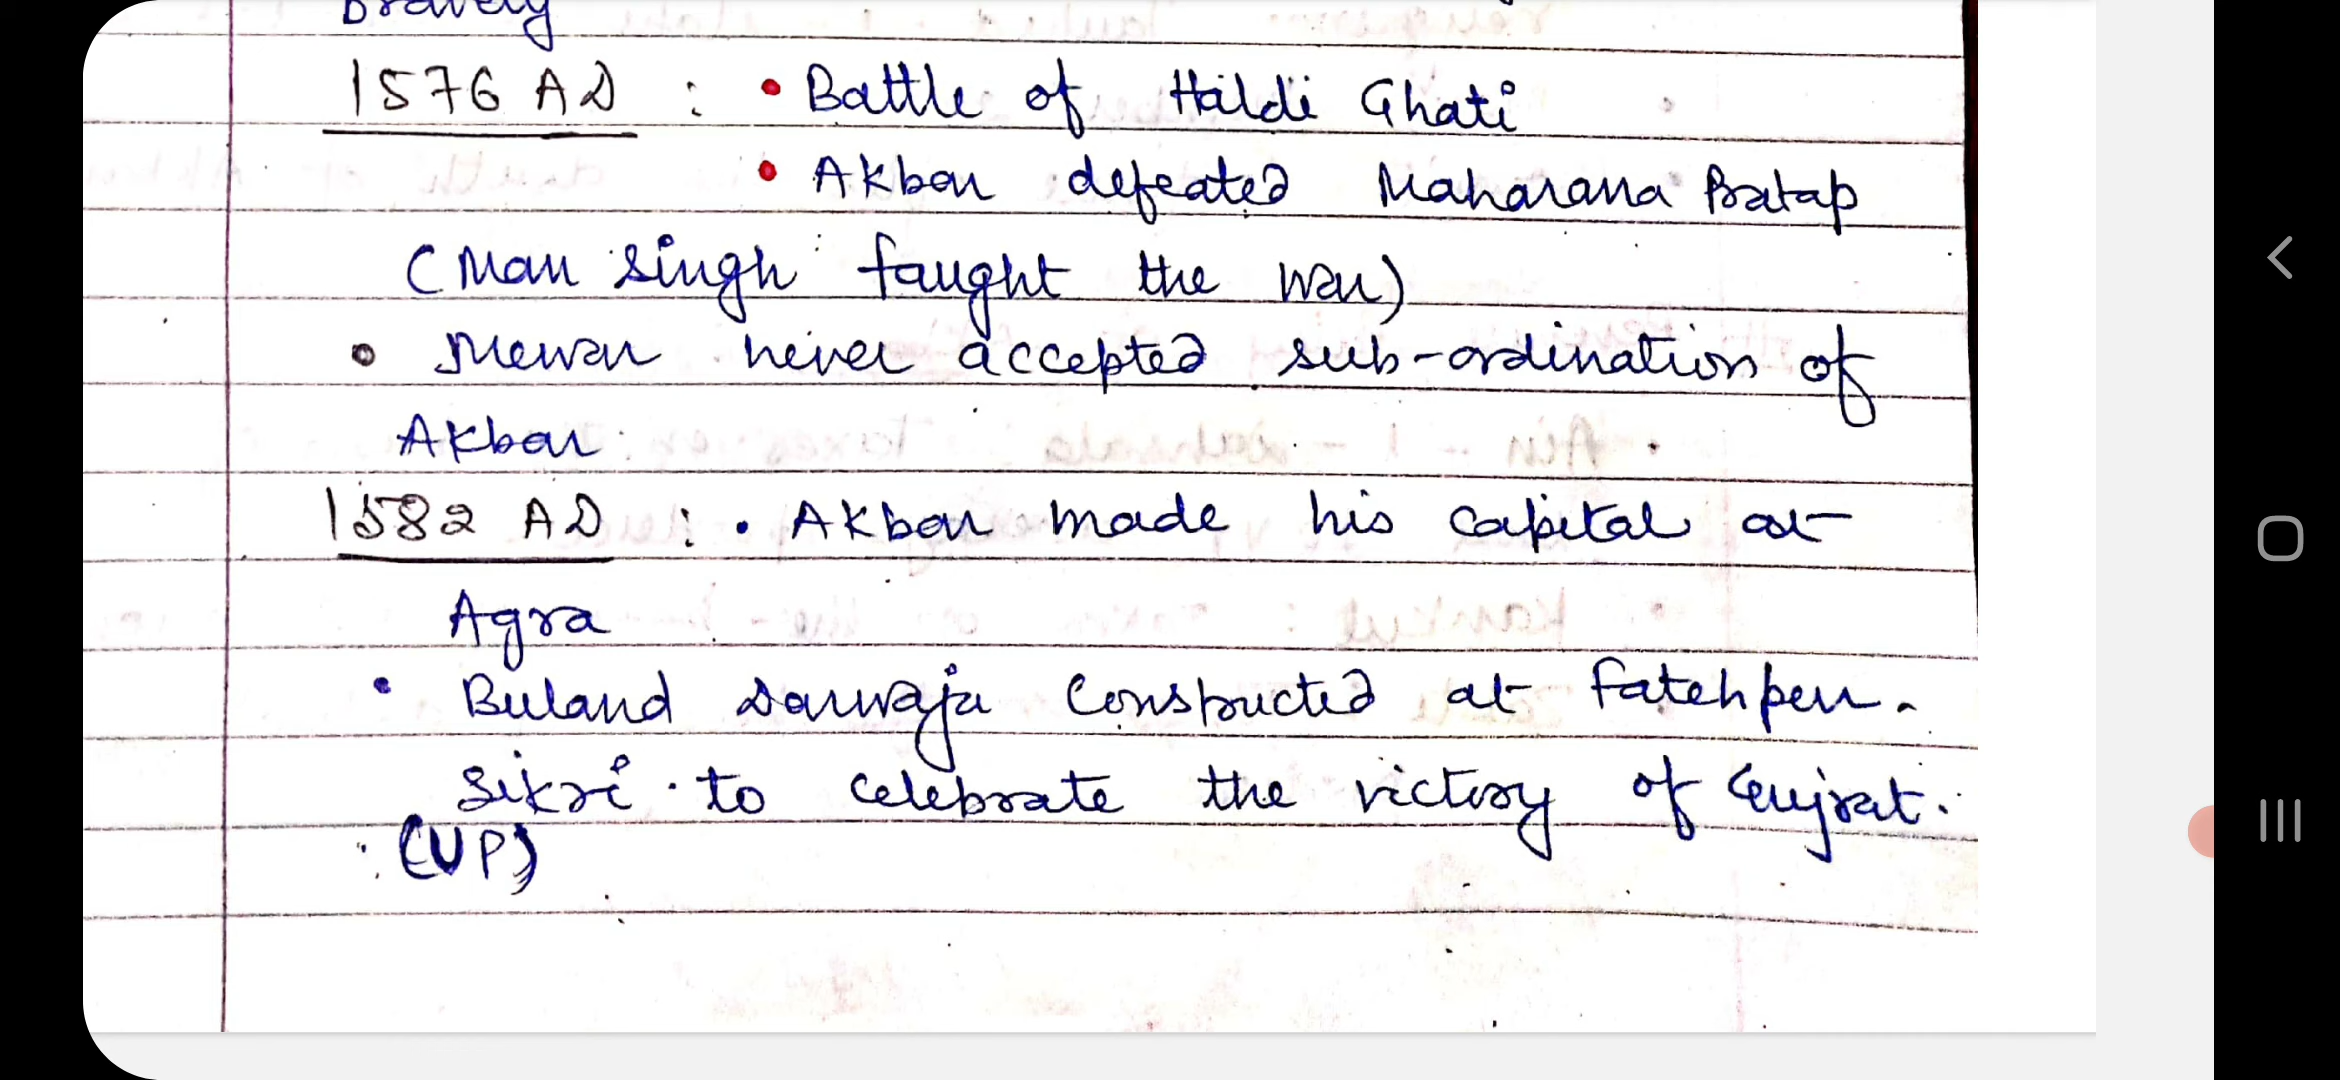 Bravely
1576 AD : • Battle of Haldi Ghati
• Akbar defeated Maharana Pratap
(Man Singh faught the war)
• Mewar never accepted sub-ordination of
Akbar
1582 AD : • Akbar made his capital at
Agra
• Buland Darwaja Constructed at Fatehpur
Sikri to celebrate the victory of Gujrat.
(UP)